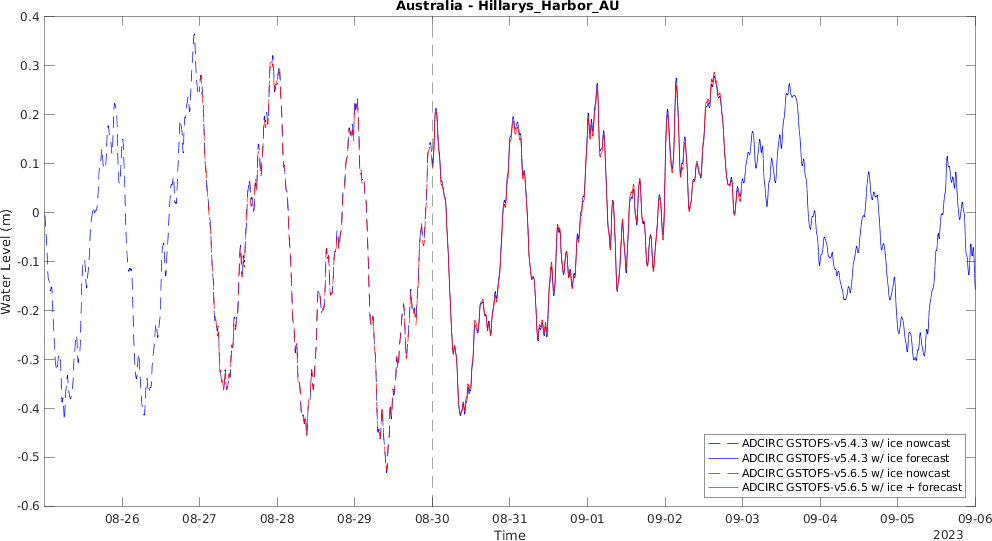 Australia - Hillarys_Harbor_AU
0.4
0.3
0.2
0.1
0
-0.1
-0.2
-0.3
-0.4
-0.5
-0.6
Water Level (m)
ADCIRC GSTOFS-v5.4.3 w/ ice nowcast
ADCIRC GSTOFS-v5.4.3 w/ ice forecast
ADCIRC GSTOFS-v5.6.5 w/ ice nowcast
ADCIRC GSTOFS-v5.6.5 w/ ice + forecast
08-26 08-27 08-28 08-29 08-30 08-31 09-01 09-02 09-03 09-04 09-05 09-06
Time
2023